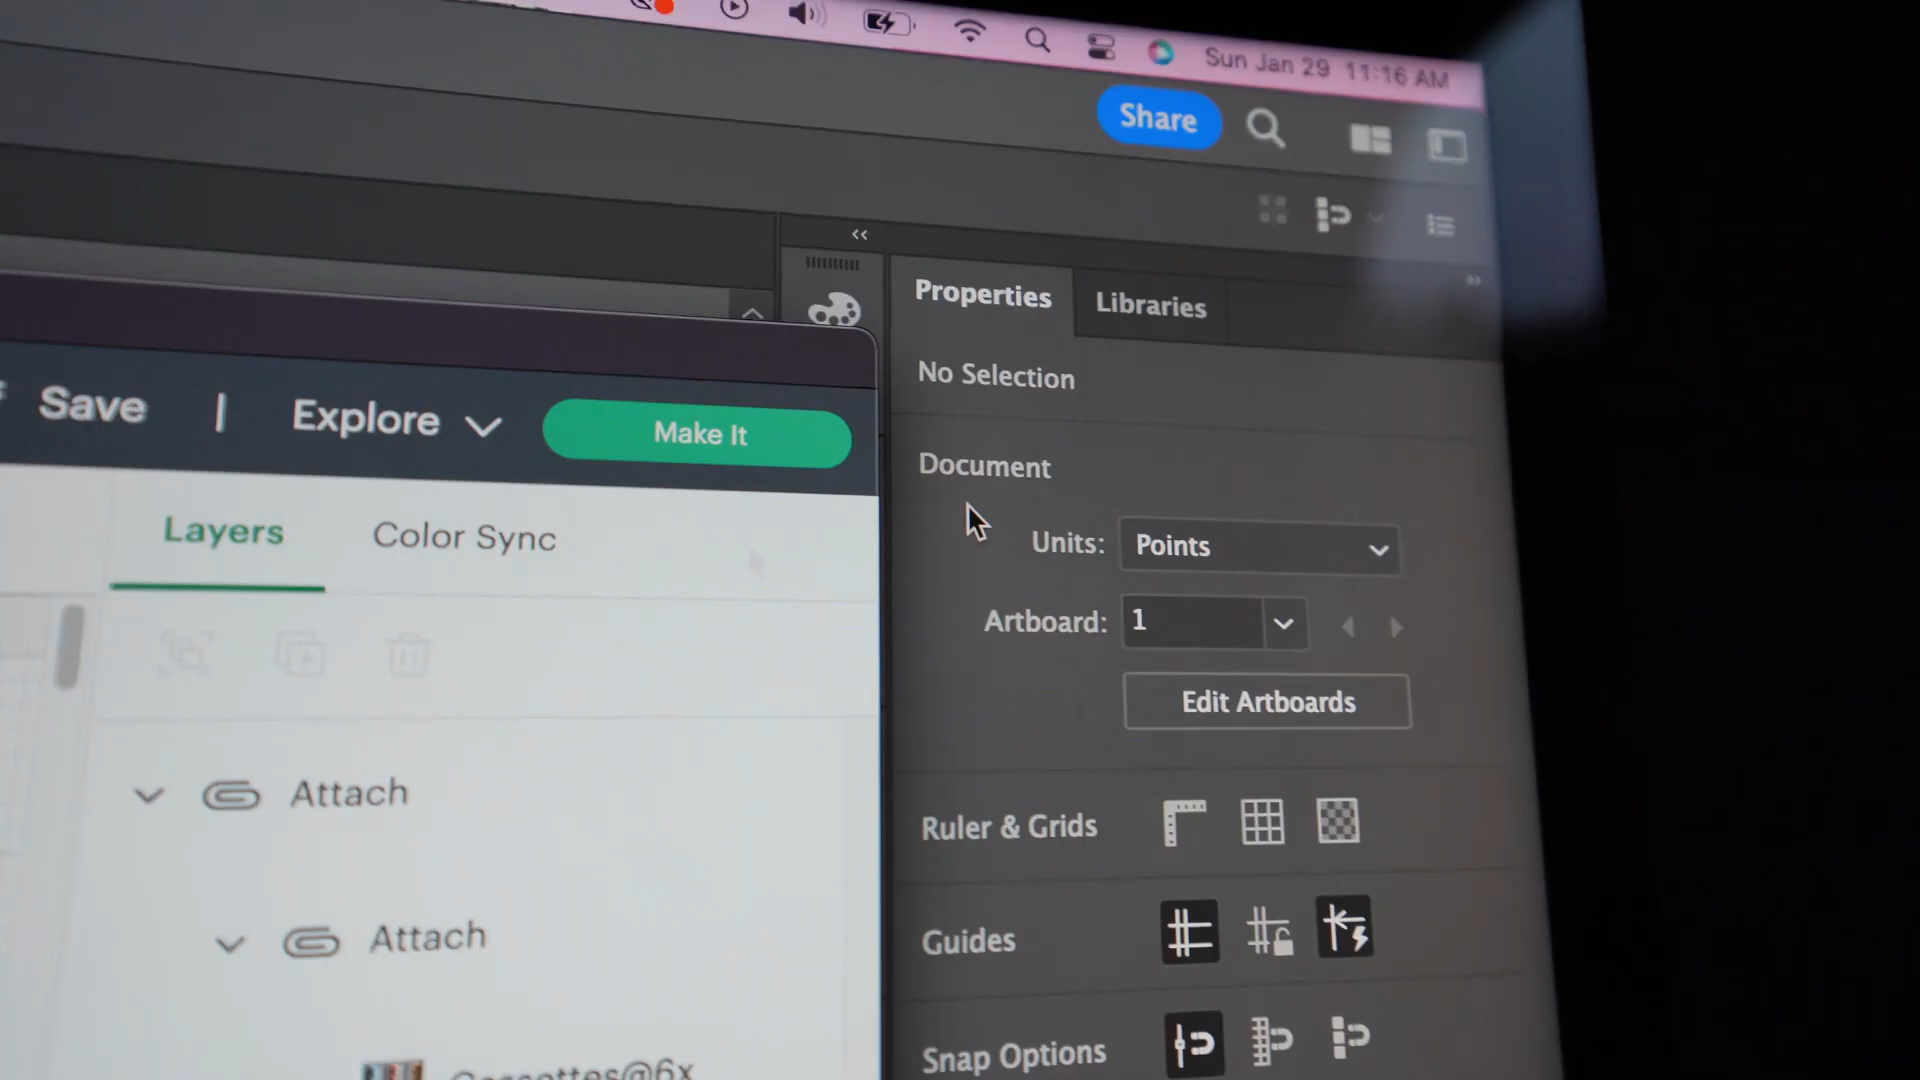 Sun Jan 29 11:16 AM
Share
Properties Libraries
No Selection
Save | Explore Make It
Document
Layers Color Sync
Units: Points
Artboard: 1
Edit Artboards
Attach
Ruler & Grids
Attach
Guides
Snap Options